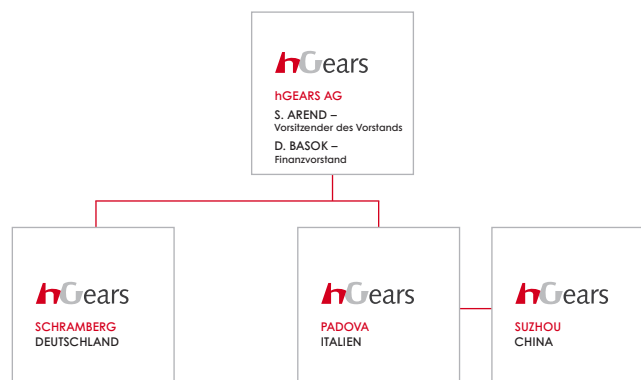 hGears
hGEARS AG
S. AREND –
Vorsitzender des Vorstands
D. BASOK –
Finanzvorstand
hGears
SCHRAMBERG
DEUTSCHLAND
hGears
PADOVA
ITALIEN
hGears
SUZHOU
CHINA